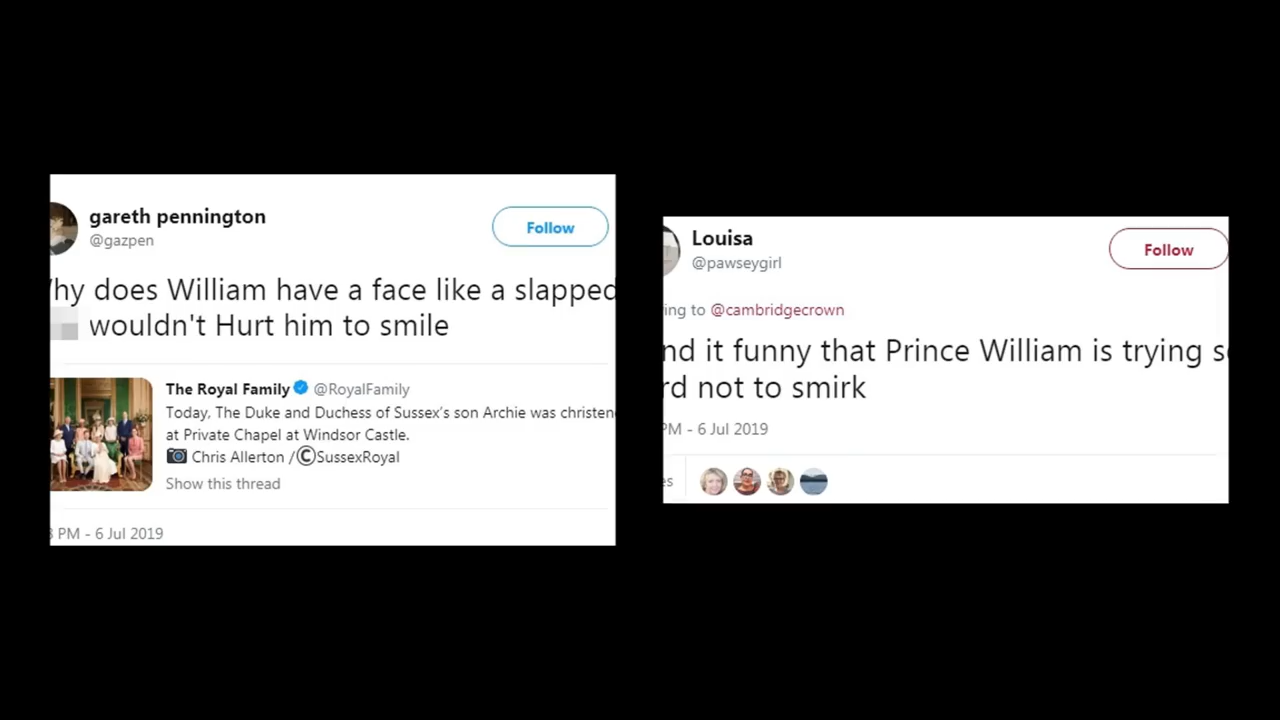 gareth pennington
@gazpen
Follow
hy does William have a face like a slapped
wouldn't Hurt him to smile
The Royal Family @RoyalFamily
Today, The Duke and Duchess of Sussex's son Archie was christen
at Private Chapel at Windsor Castle.
Chris Allerton /©SussexRoyal
Show this thread
PM - 6 Jul 2019
Louisa
@pawseygirl
Follow
ing to @cambridgecrown
nd it funny that Prince William is trying s
rd not to smirk
PM - 6 Jul 2019
es